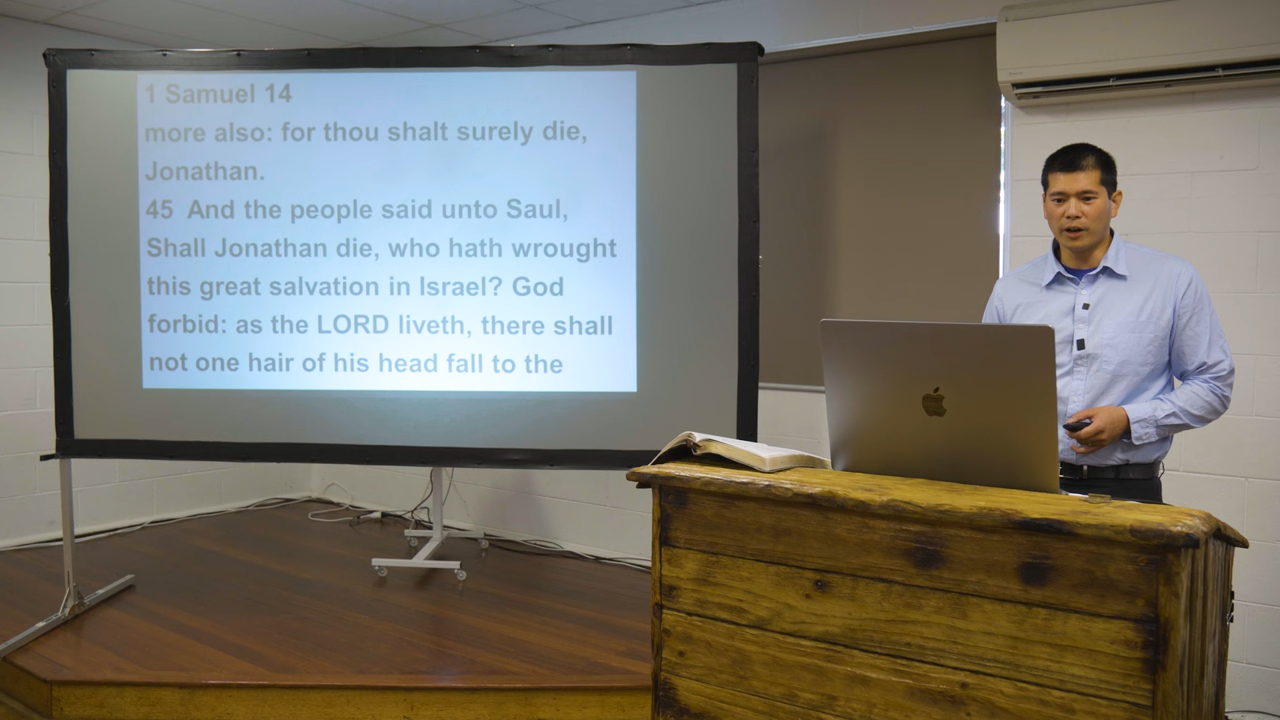 1 Samuel 14
more also: for thou shalt surely die,
Jonathan.
45 And the people said unto Saul,
Shall Jonathan die, who hath wrought
this great salvation in Israel? God
forbid: as the LORD liveth, there shall
not one hair of his head fall to the